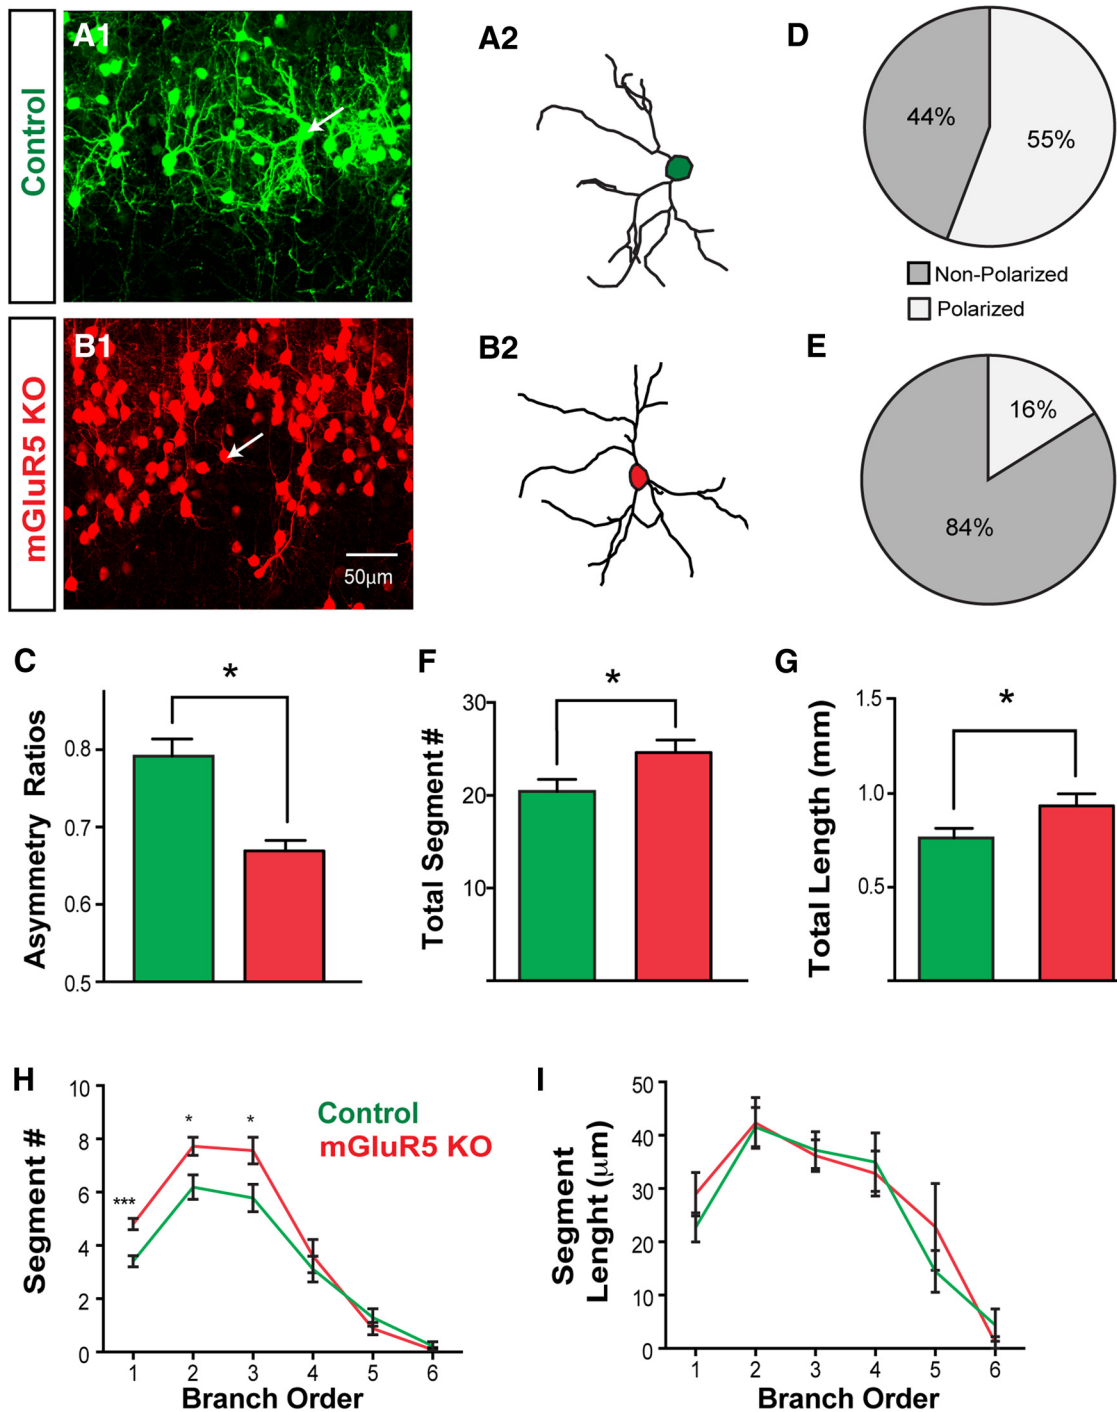 Control
A1
A2
D
44%
55%
Non-Polarized
Polarized
mGluR5 KO
B1
50µm
B2
E
16%
84%
C
*
Asymmetry Ratios
0.8
0.7
0.6
0.5
F
*
Total Segment #
30
20
10
G
*
Total Length (mm)
1.5
1.0
0.5
H
Segment #
10
8
6
4
2
0
***
*
*
Control
mGluR5 KO
1 2 3 4 5 6
Branch Order
I
Segment
Lenght (µm)
50
40
30
20
10
0
1 2 3 4 5 6
Branch Order